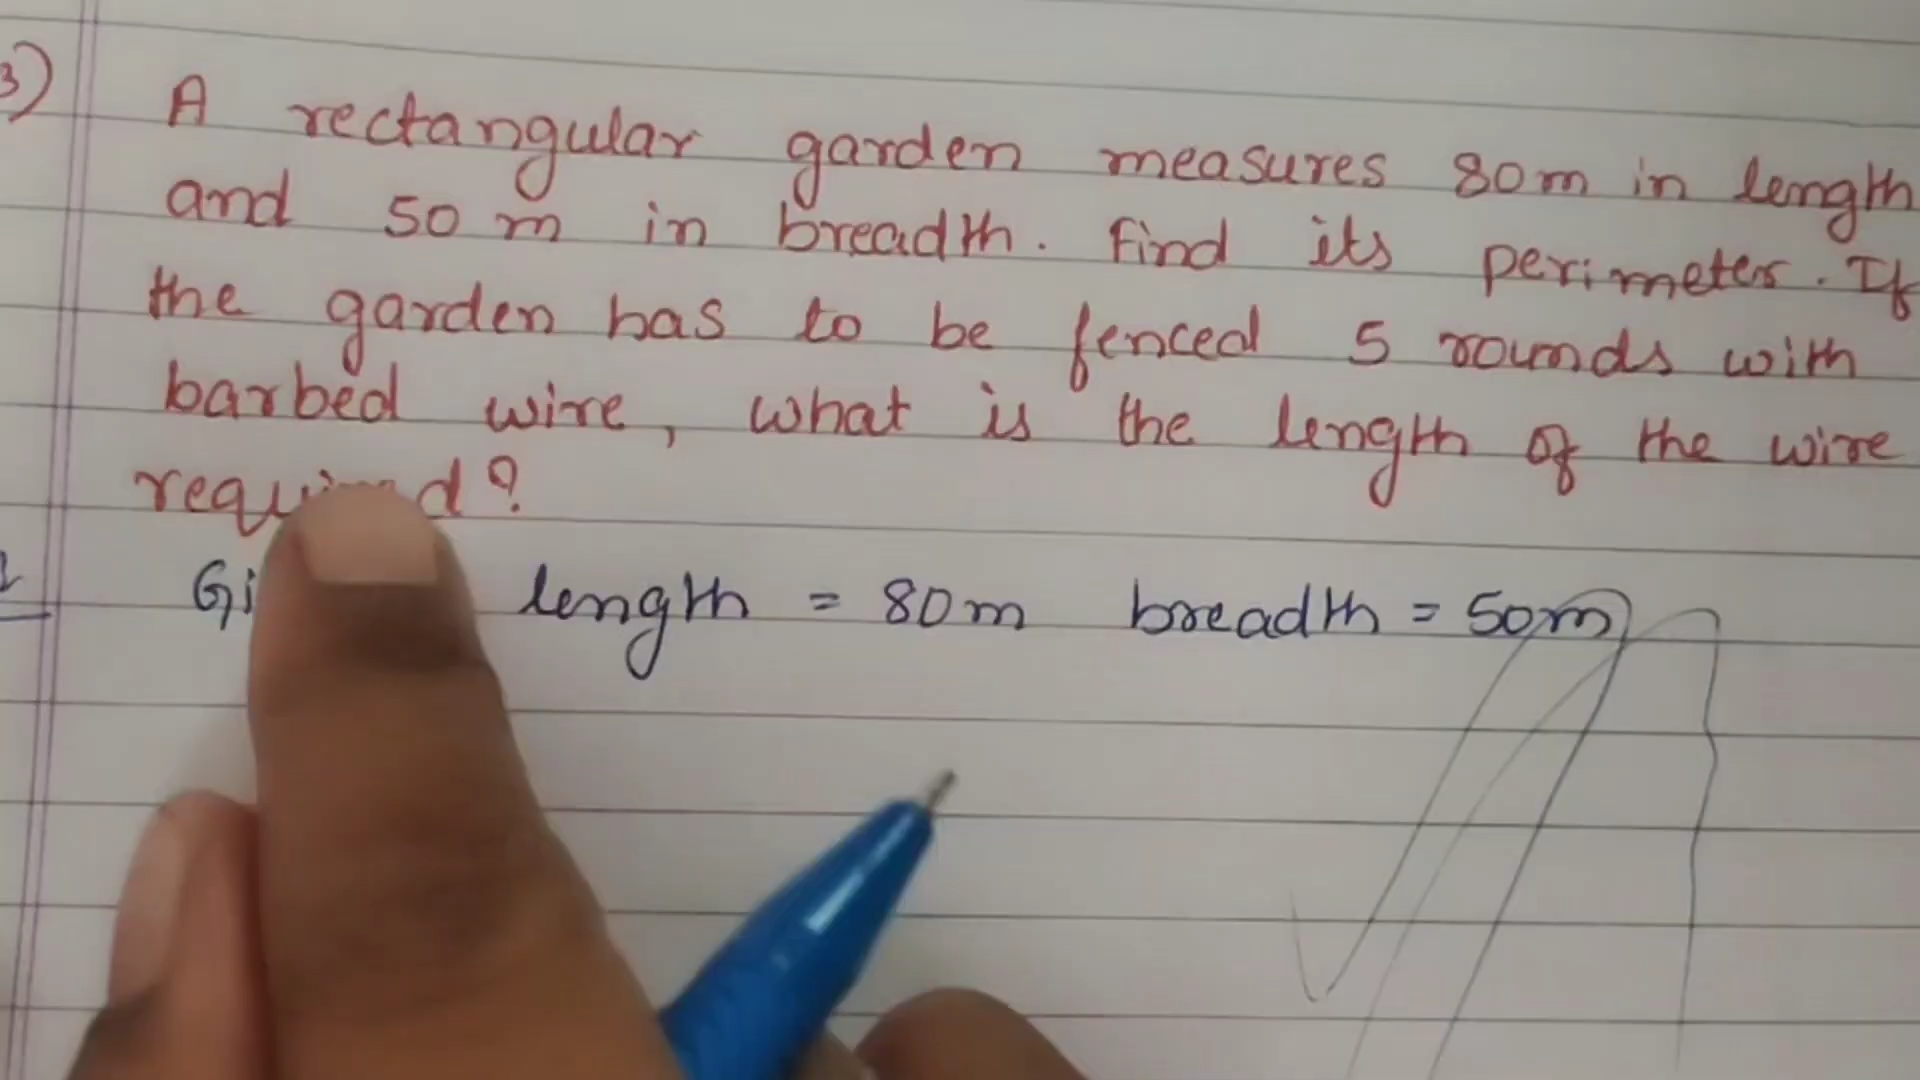 3) A rectangular garden measures 80m in length
and 50 m in breadth. Find its perimeter. If
the garden has to be fenced 5 rounds with
barbed wire, what is the length of the wire
?
length = 80m breadth = 50m